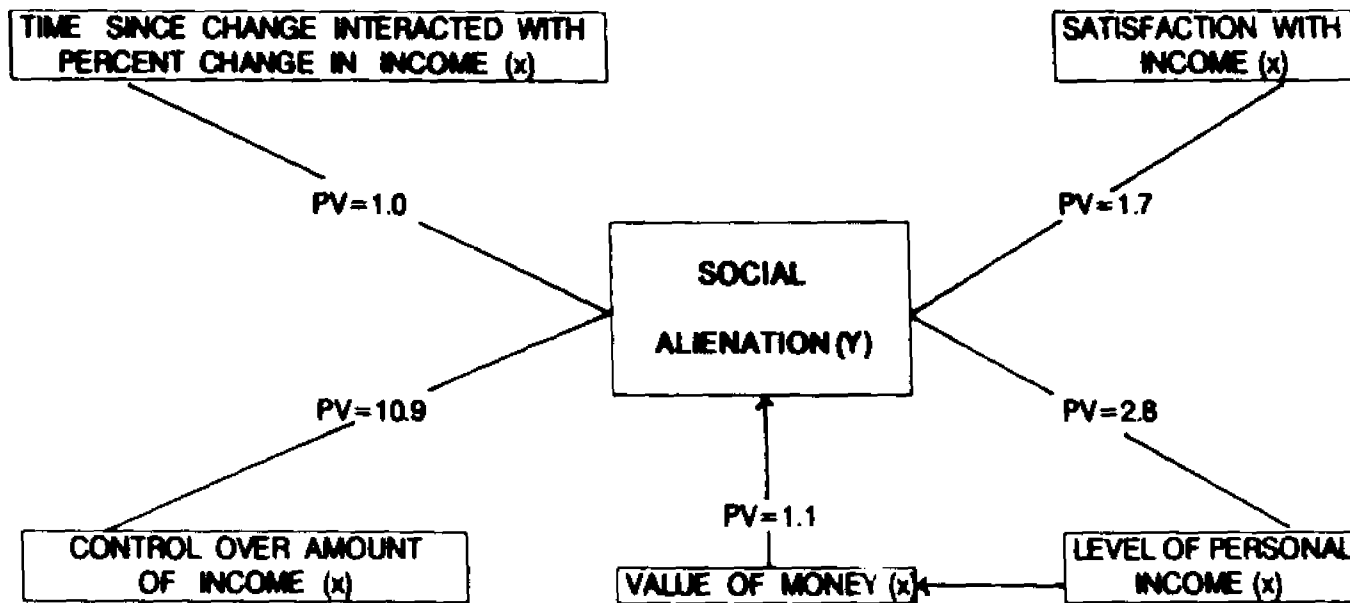 TIME SINCE CHANGE INTERACTED WITH
PERCENT CHANGE IN INCOME (x)
SATISFACTION WITH
INCOME (x)
PV=1.0
PV=1.7
SOCIAL
ALIENATION (Y)
PV=10.9
PV=2.8
PV=1.1
CONTROL OVER AMOUNT
OF INCOME (x)
VALUE OF MONEY (x)
LEVEL OF PERSONAL
INCOME (x)